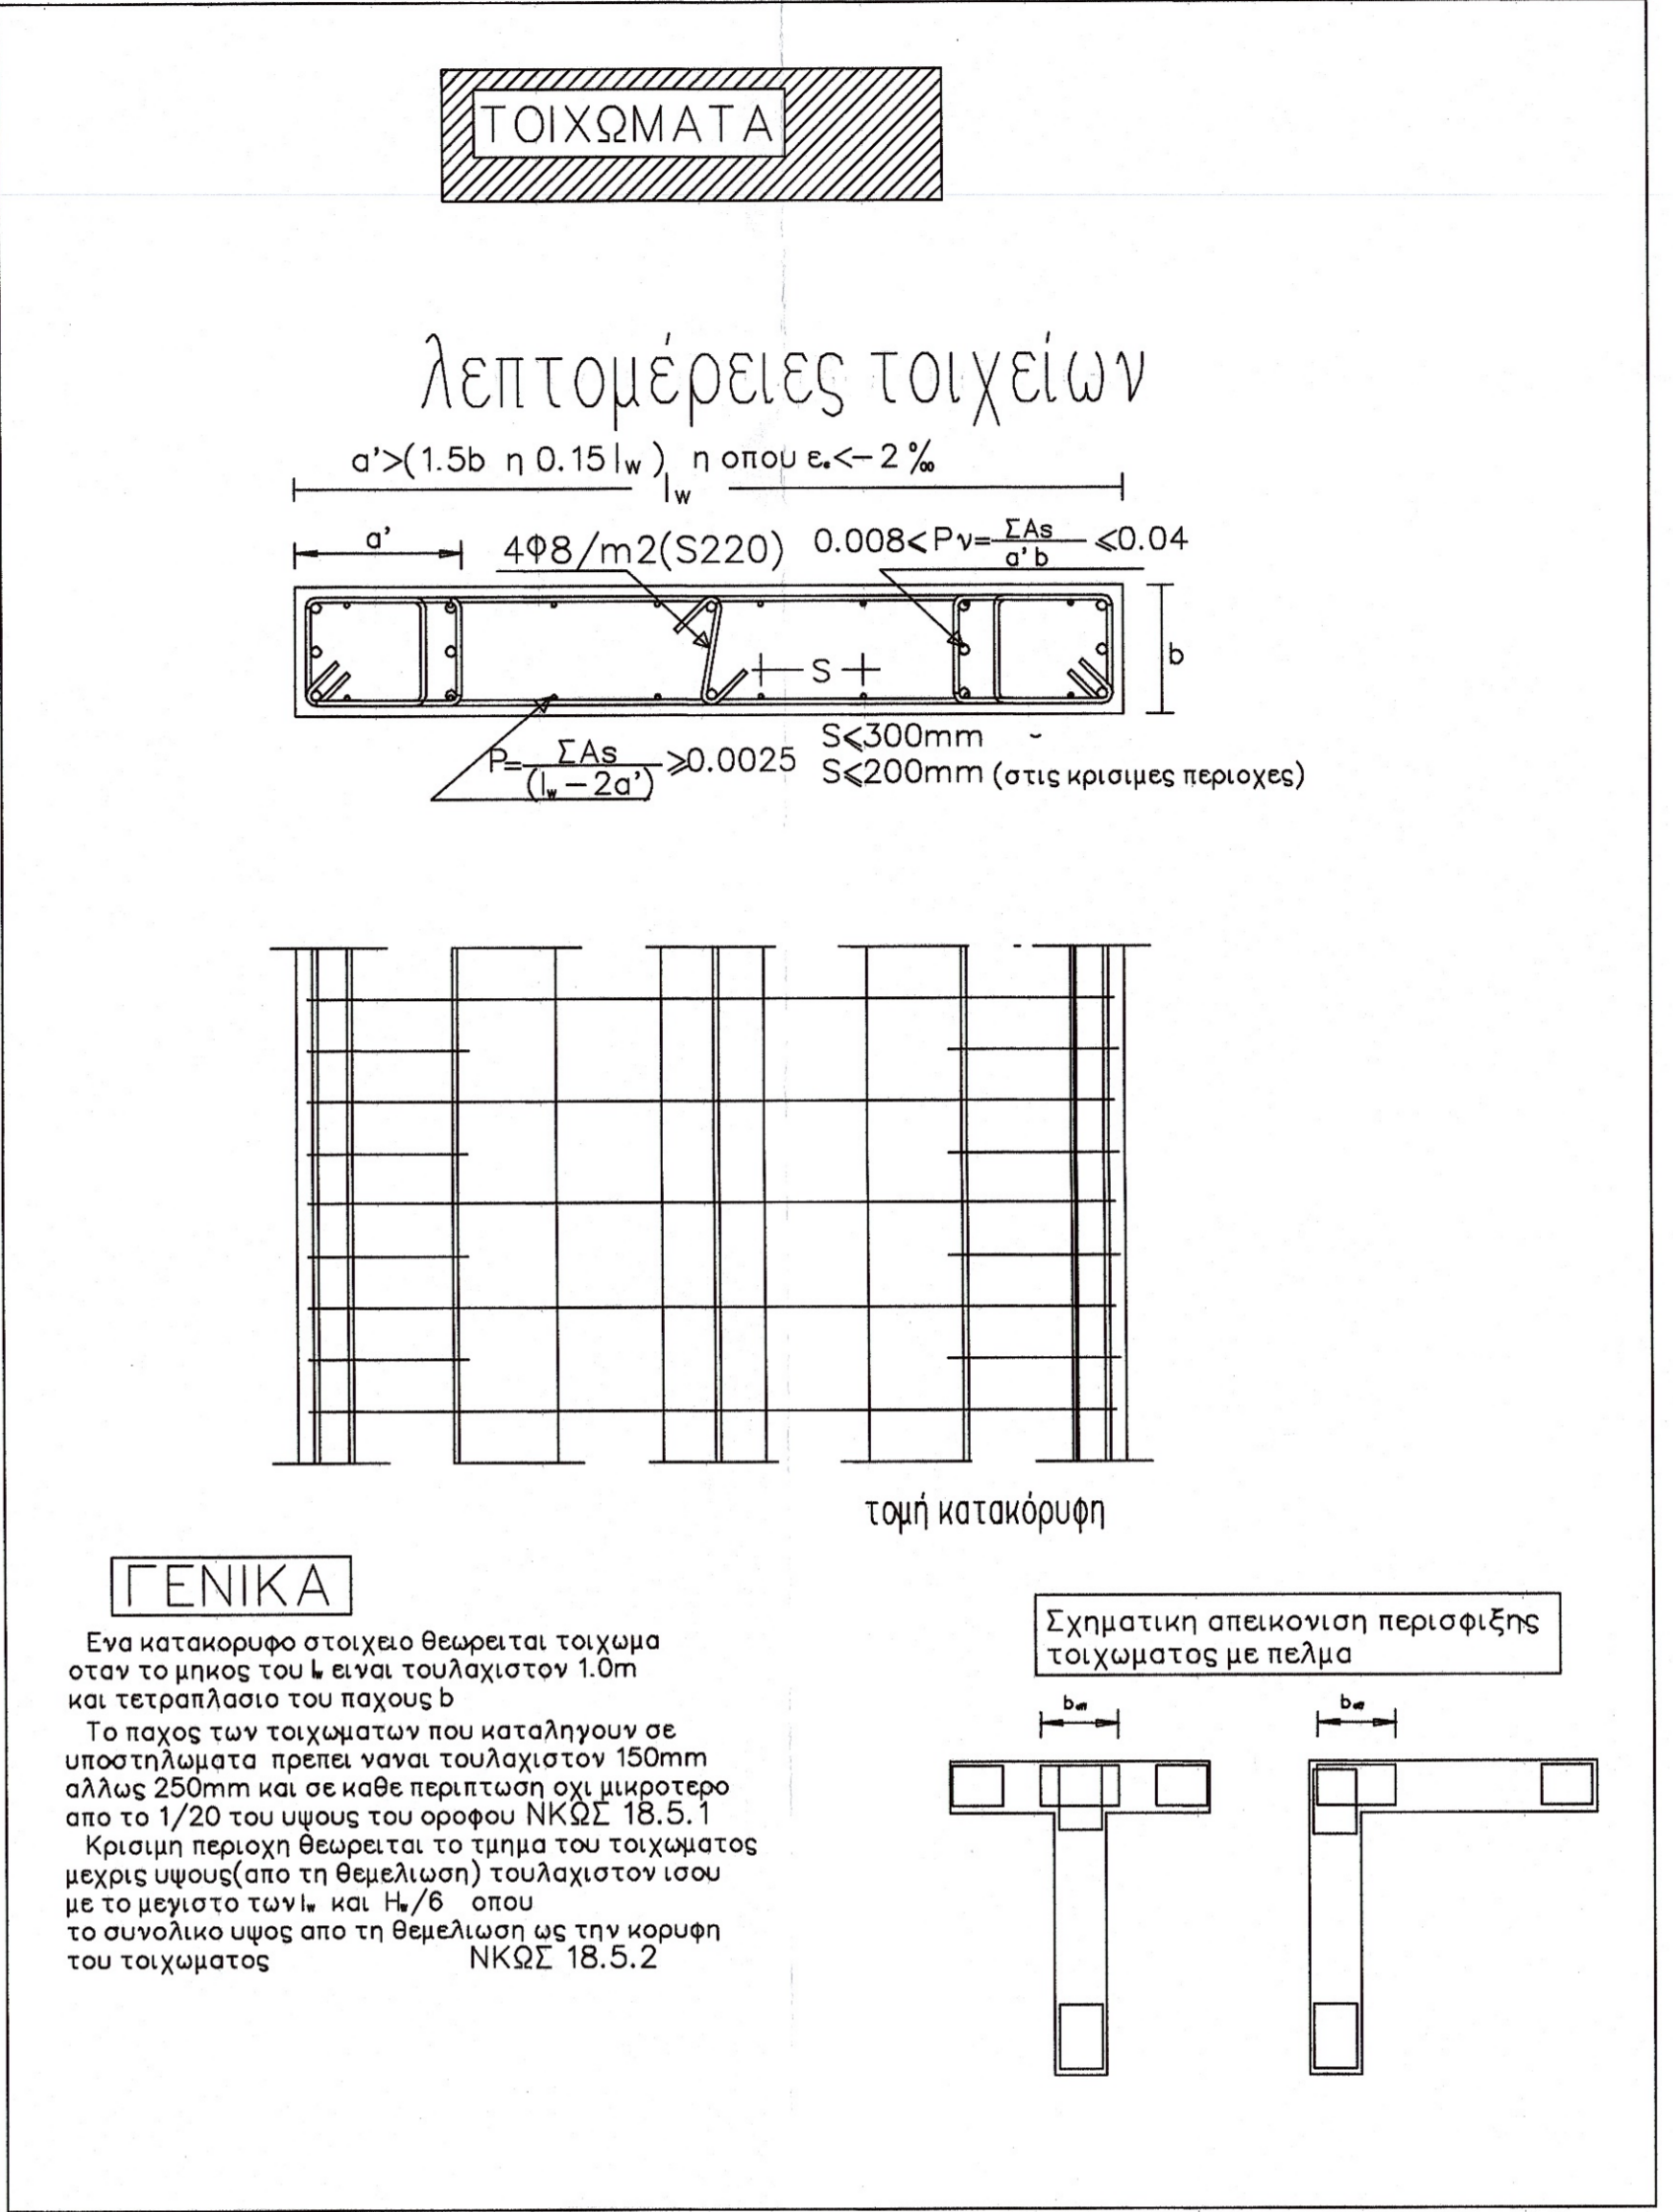 ΤΟΙΧΩΜΑΤΑ
λεπτομέρειες τοιχείων
a'>(1.5b η 0.15 lw) η οπου ε.<-2 ‰
lw
a'
4Φ8/m2(S220)
0.008<Pν= ΣAs / a'b ⩽0.04
S
b
P= ΣAs / (lw-2a') ⩾0.0025
S⩽300mm
S⩽200mm (στις κρισιμες περιοχες)
τομή κατακόρυφη
ΓΕΝΙΚΑ
Ενα κατακορυφο στοιχειο θεωρειται τοιχωμα
οταν το μηκος του lw ειναι τουλαχιστον 1.0m
και τετραπλασιο του παχους b
Το παχος των τοιχωματων που καταληγουν σε
υποστηλωματα πρεπει ναναι τουλαχιστον 150mm
αλλως 250mm και σε καθε περιπτωση οχι μικροτερο
απο το 1/20 του υψους του οροφου ΝΚΩΣ 18.5.1
Κρισιμη περιοχη θεωρειται το τμημα του τοιχωματος
μεχρις υψους(απο τη θεμελιωση) τουλαχιστον ισου
με το μεγιστο των lw και Hw/6 οπου
το συνολικο υψος απο τη θεμελιωση ως την κορυφη
του τοιχωματος ΝΚΩΣ 18.5.2
Σχηματικη απεικονιση περισφιξης
τοιχωματος με πελμα
beff
beff